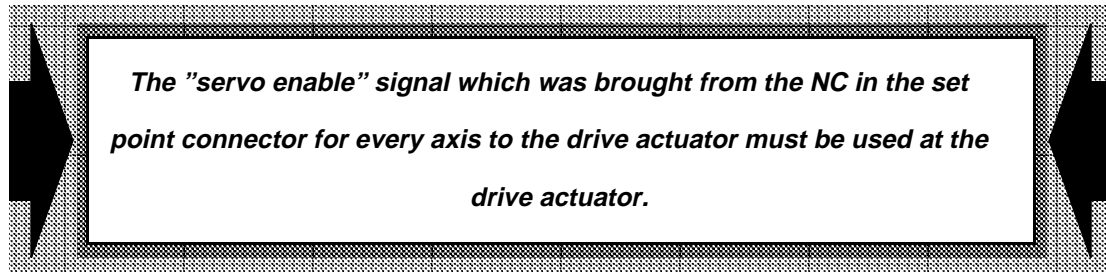 The ”servo enable” signal which was brought from the NC in the set
point connector for every axis to the drive actuator must be used at the
drive actuator.